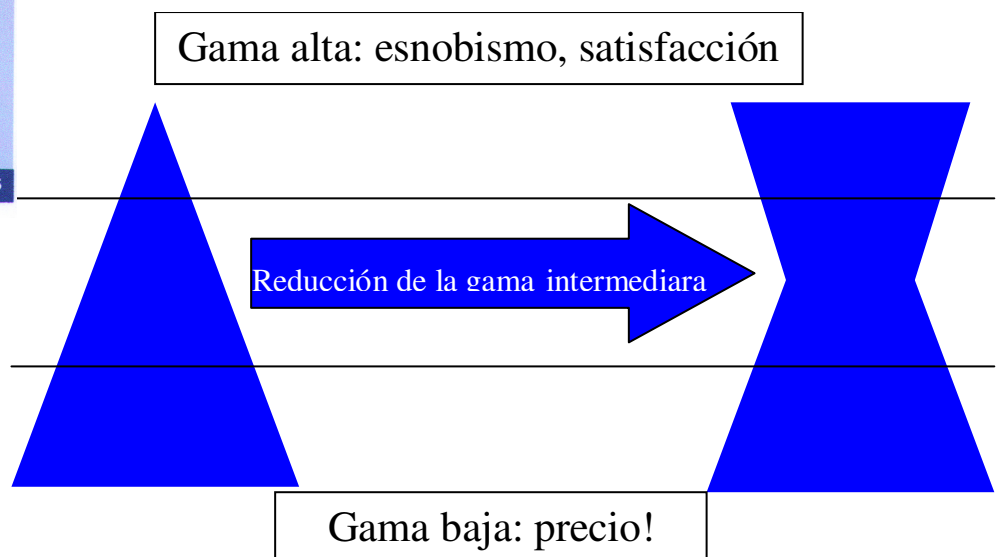 Gama alta: esnobismo, satisfacción
Reducción de la gama intermediara
Gama baja: precio!